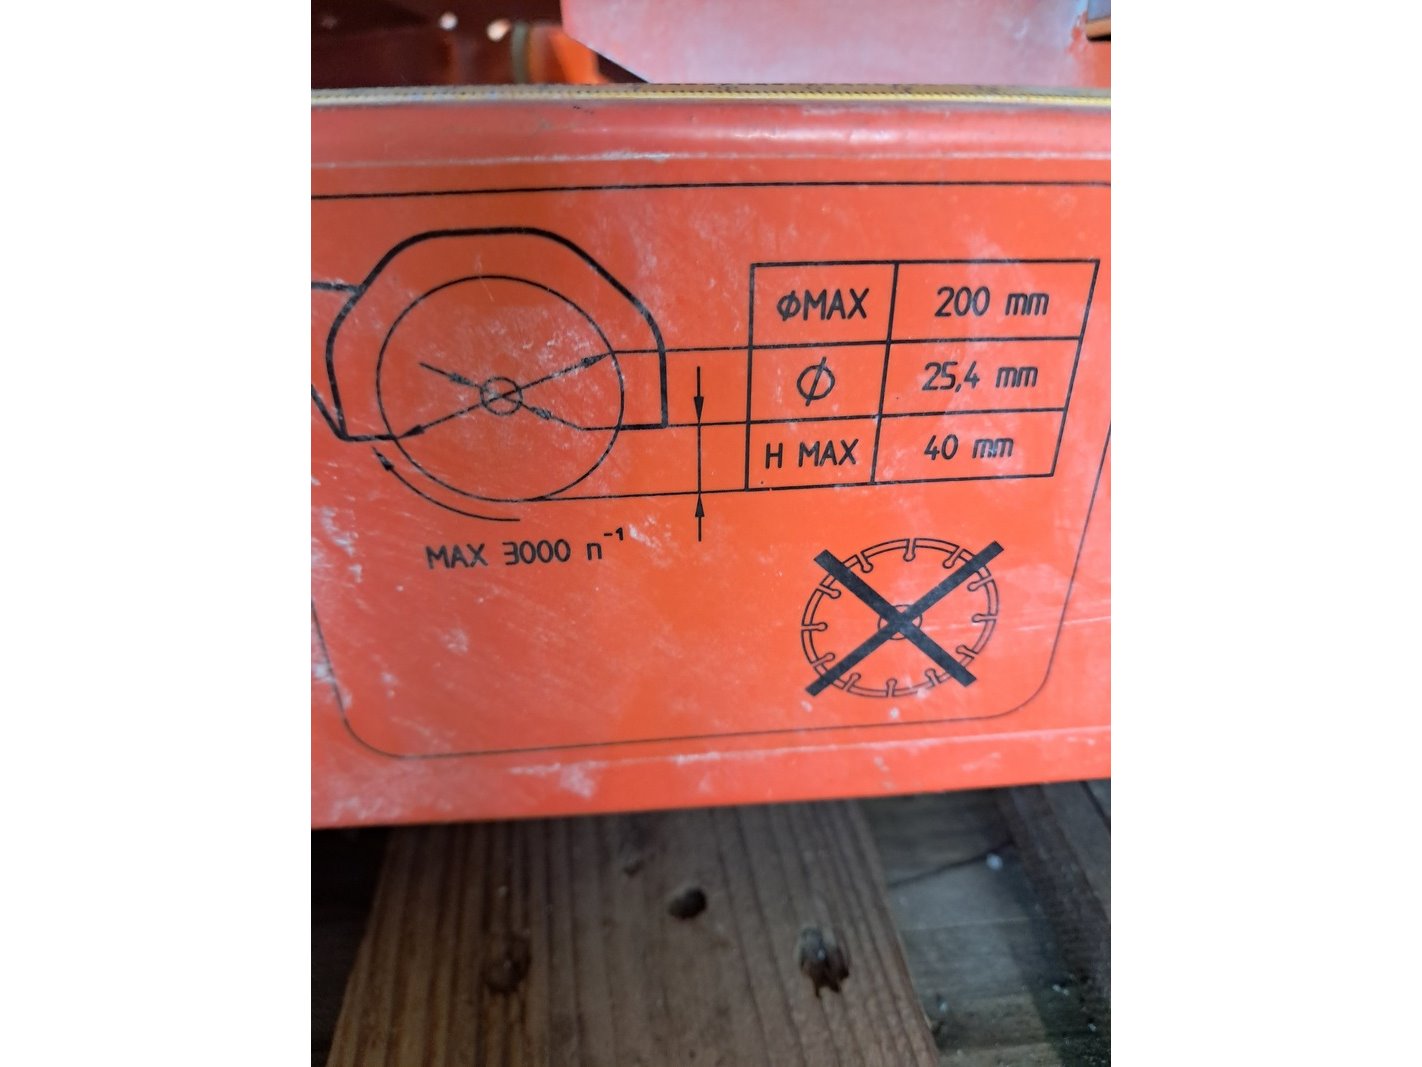 ϕMAX 200 mm
ϕ 25,4 mm
H MAX 40 mm
MAX 3000 n⁻¹